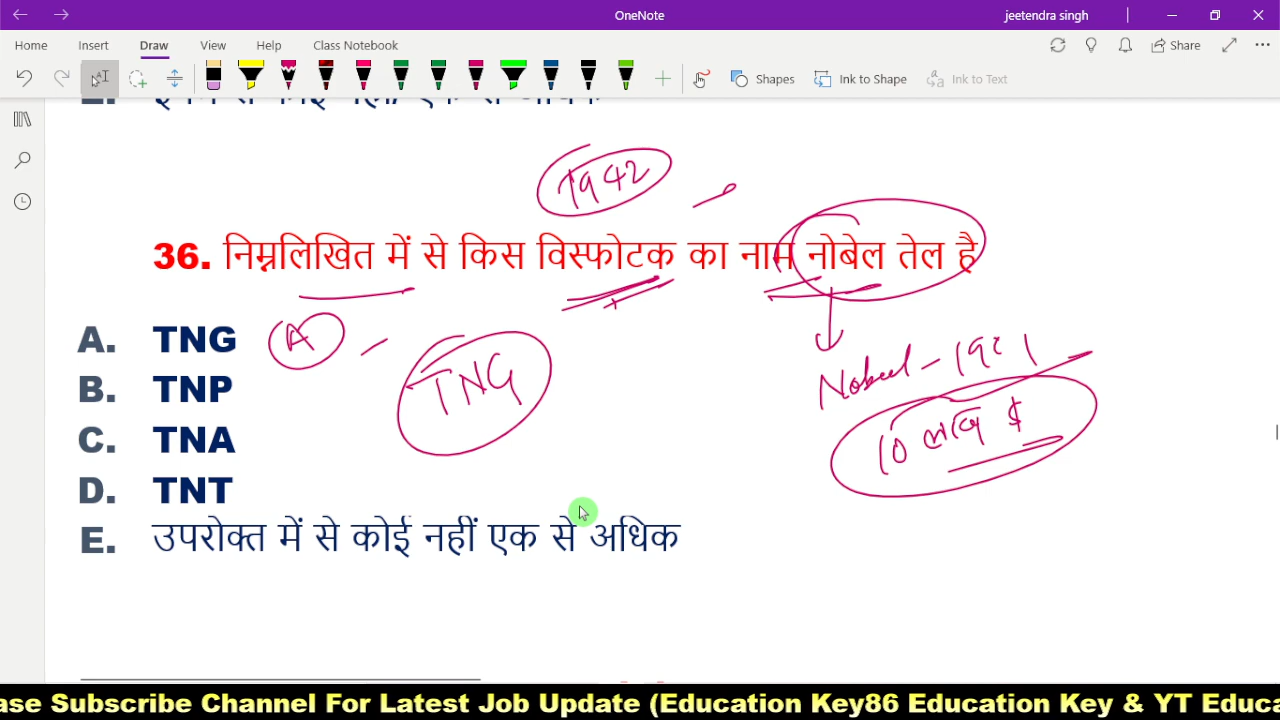 OneNote
jeetendra singh
Home Insert Draw View Help Class Notebook
Share
Shapes Ink to Shape Ink to Text
1942
36. निम्नलिखित में से किस विस्फोटक का नाम नोबेल तेल है
A. TNG
A - TNG
B. TNP
C. TNA
D. TNT
E. उपरोक्त में से कोई नहीं एक से अधिक
10 लाख $
ase Subscribe Channel For Latest Job Update (Education Key86 Education Key & YT Educa